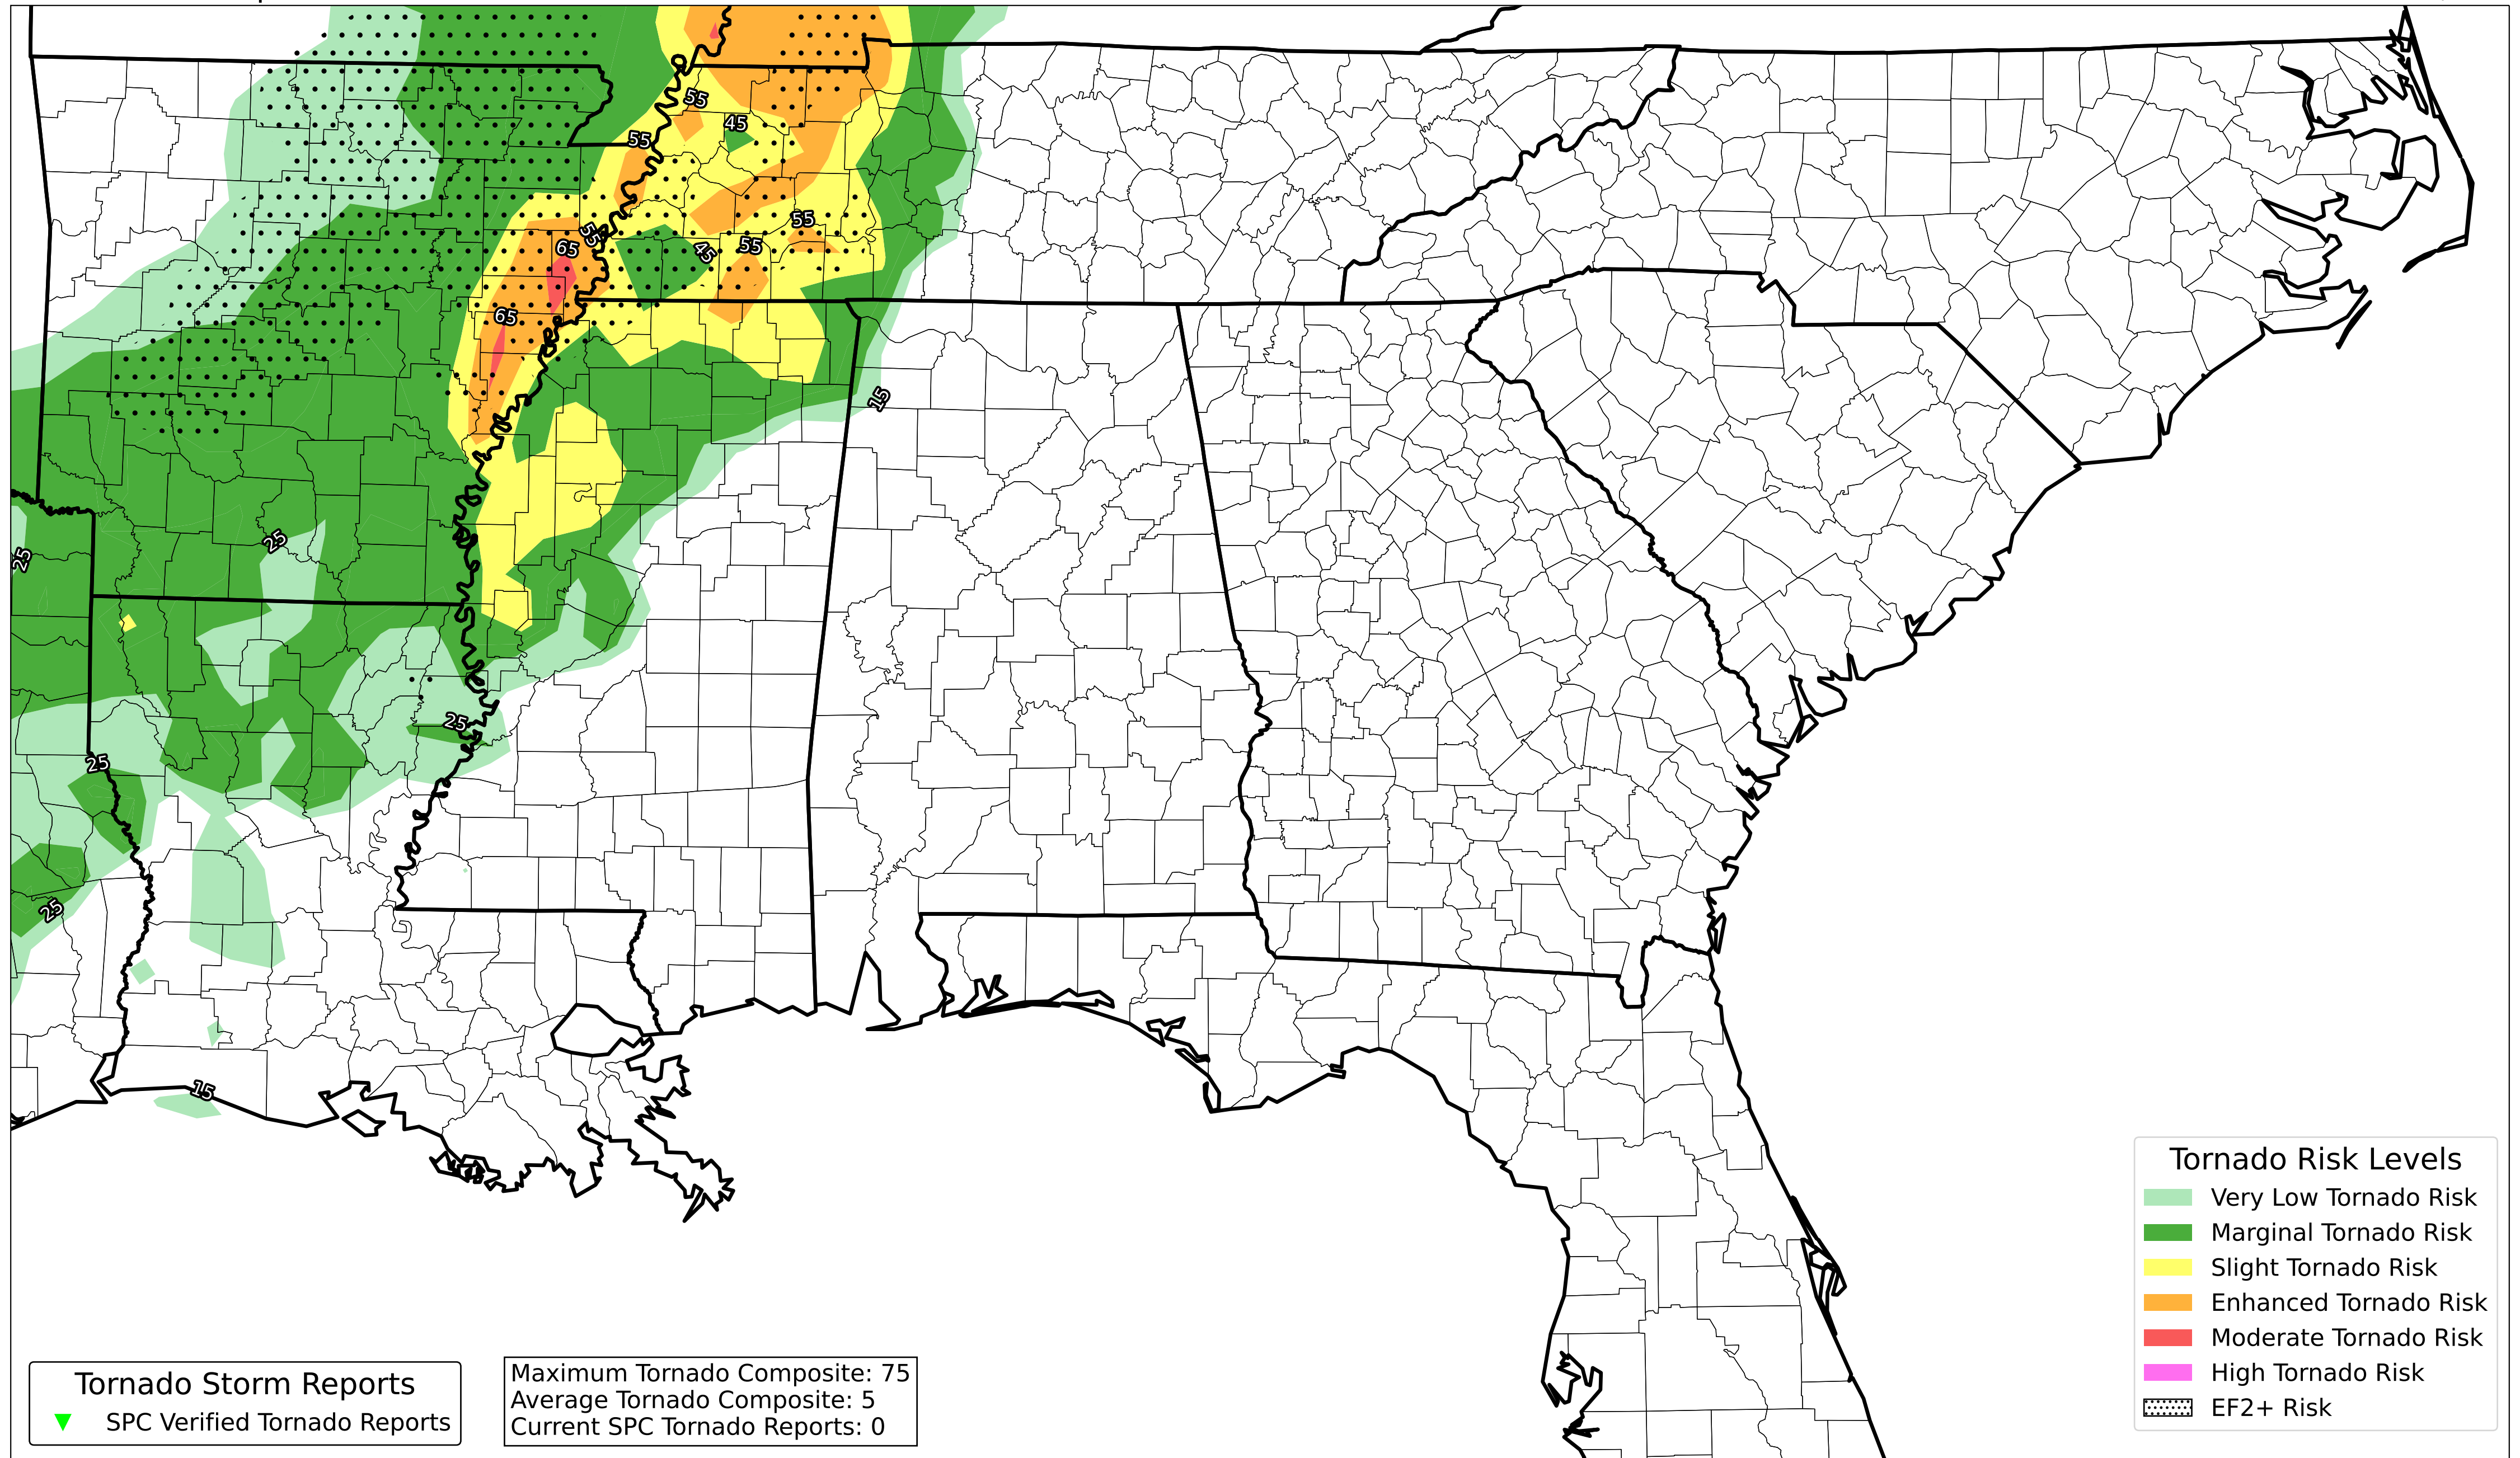 55
45
55
55
65
55
45
55
65
15
25
25
25
25
25
15
Tornado Risk Levels
Very Low Tornado Risk
Marginal Tornado Risk
Slight Tornado Risk
Enhanced Tornado Risk
Moderate Tornado Risk
High Tornado Risk
EF2+ Risk
Tornado Storm Reports
SPC Verified Tornado Reports
Maximum Tornado Composite: 75
Average Tornado Composite: 5
Current SPC Tornado Reports: 0